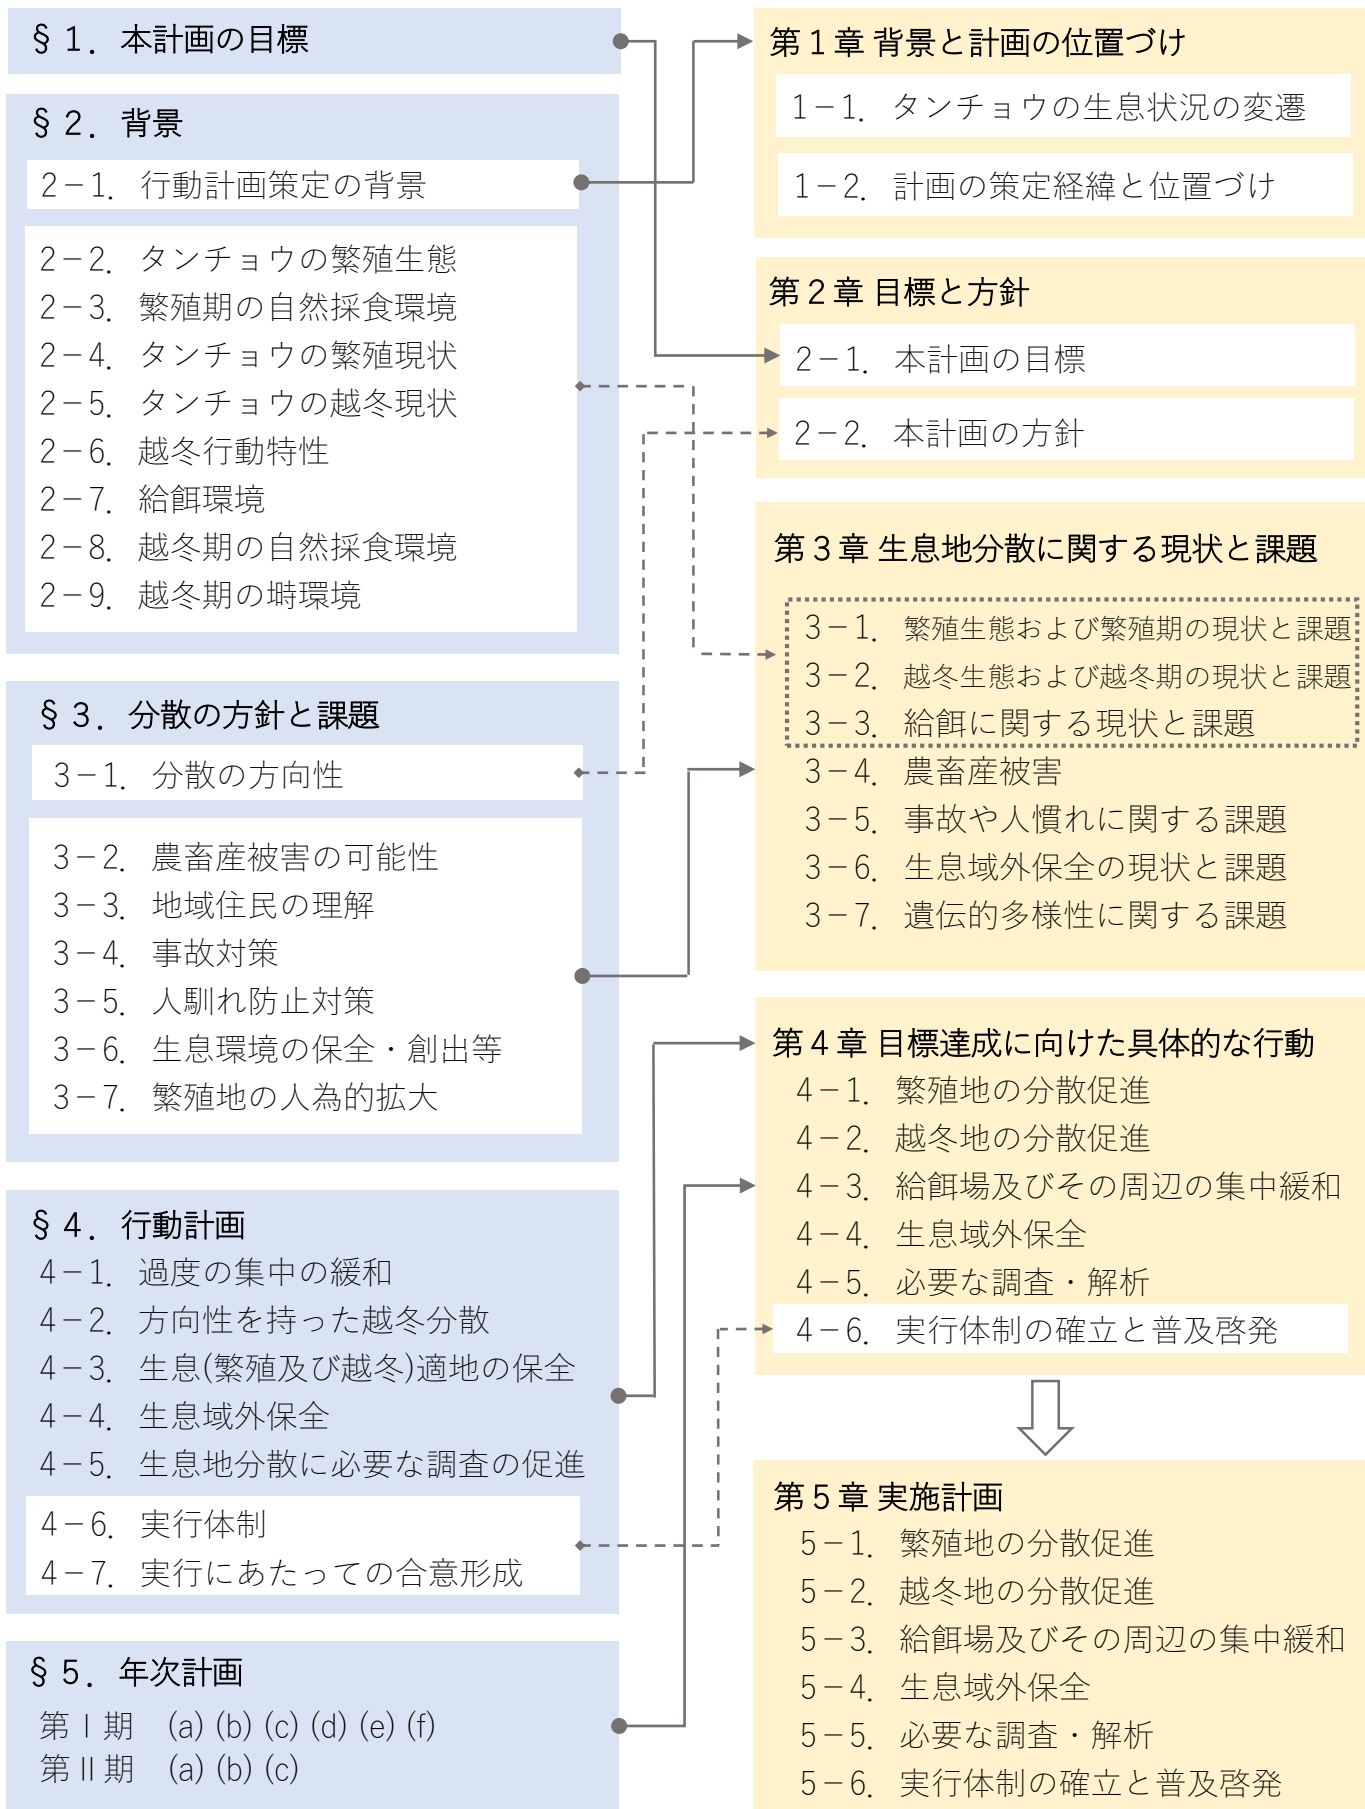 §１．本計画の目標
§２．背景
２−１．行動計画策定の背景
２−２．タンチョウの繁殖生態
２−３．繁殖期の自然採食環境
２−４．タンチョウの繁殖現状
２−５．タンチョウの越冬現状
２−６．越冬行動特性
２−７．給餌環境
２−８．越冬期の自然採食環境
２−９．越冬期の塒環境
§３．分散の方針と課題
３−１．分散の方向性
３−２．農畜産被害の可能性
３−３．地域住民の理解
３−４．事故対策
３−５．人馴れ防止対策
３−６．生息環境の保全・創出等
３−７．繁殖地の人為的拡大
§４．行動計画
４−１．過度の集中の緩和
４−２．方向性を持った越冬分散
４−３．生息(繁殖及び越冬)適地の保全
４−４．生息域外保全
４−５．生息地分散に必要な調査の促進
４−６．実行体制
４−７．実行にあたっての合意形成
§５．年次計画
第Ⅰ期　(a) (b) (c) (d) (e) (f)
第Ⅱ期　(a) (b) (c)
第１章 背景と計画の位置づけ
１−１．タンチョウの生息状況の変遷
１−２．計画の策定経緯と位置づけ
第２章 目標と方針
２−１．本計画の目標
２−２．本計画の方針
第３章 生息地分散に関する現状と課題
３−１．繁殖生態および繁殖期の現状と課題
３−２．越冬生態および越冬期の現状と課題
３−３．給餌に関する現状と課題
３−４．農畜産被害
３−５．事故や人慣れに関する課題
３−６．生息域外保全の現状と課題
３−７．遺伝的多様性に関する課題
第４章 目標達成に向けた具体的な行動
４−１．繁殖地の分散促進
４−２．越冬地の分散促進
４−３．給餌場及びその周辺の集中緩和
４−４．生息域外保全
４−５．必要な調査・解析
４−６．実行体制の確立と普及啓発
第５章 実施計画
５−１．繁殖地の分散促進
５−２．越冬地の分散促進
５−３．給餌場及びその周辺の集中緩和
５−４．生息域外保全
５−５．必要な調査・解析
５−６．実行体制の確立と普及啓発